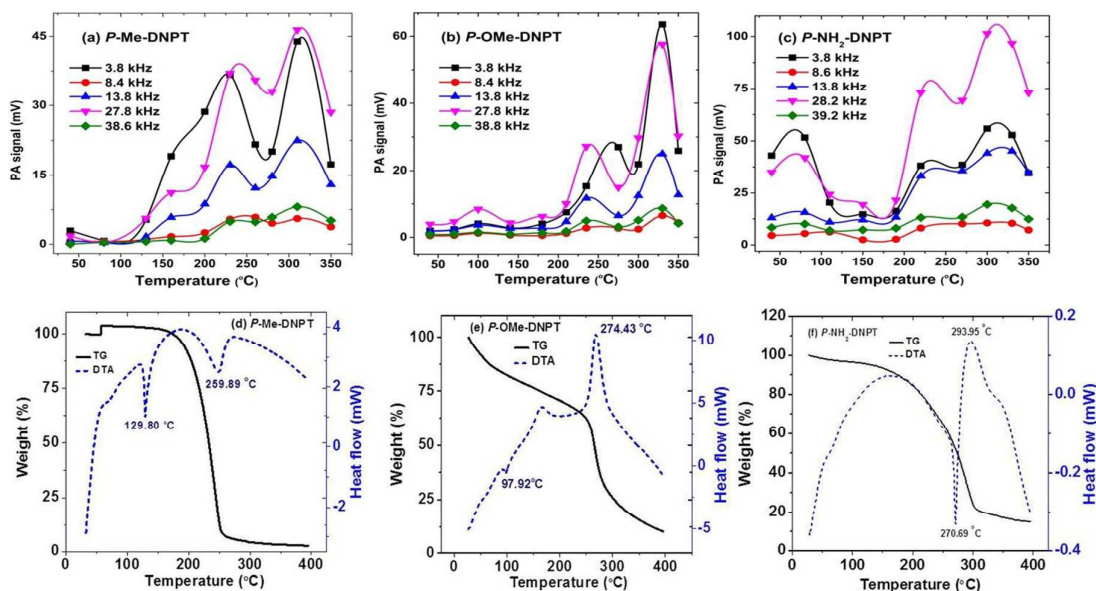 (a) P-Me-DNPT
3.8 kHz
8.4 kHz
13.8 kHz
27.8 kHz
38.6 kHz
PA signal (mV)
45
30
15
0
50 100 150 200 250 300 350
Temperature (°C)
(b) P-OMe-DNPT
3.8 kHz
8.4 kHz
13.8 kHz
27.8 kHz
38.8 kHz
PA signal (mV)
60
40
20
0
50 100 150 200 250 300 350
Temperature (°C)
(c) P-NH2-DNPT
3.8 kHz
8.6 kHz
13.8 kHz
28.2 kHz
39.2 kHz
PA signal (mV)
100
75
50
25
0
50 100 150 200 250 300 350
Temperature (°C)
(d) P-Me-DNPT
TG
DTA
129.80 °C
259.89 °C
Weight (%)
100
75
50
25
0
Heat flow (mW)
4
2
0
-2
0 100 200 300 400
Temperature (°C)
(e) P-OMe-DNPT
274.43 °C
TG
DTA
97.92°C
Weight (%)
100
75
50
25
0
Heat flow (mW)
10
5
0
-5
0 100 200 300 400
Temperature (°C)
(f) P-NH2-DNPT
293.95 °C
TG
DTA
270.69 °C
Weight (%)
120
100
80
60
40
20
0
Heat flow (mW)
0.2
0.0
-0.2
-0.4
0 100 200 300 400
Temperature (°C)